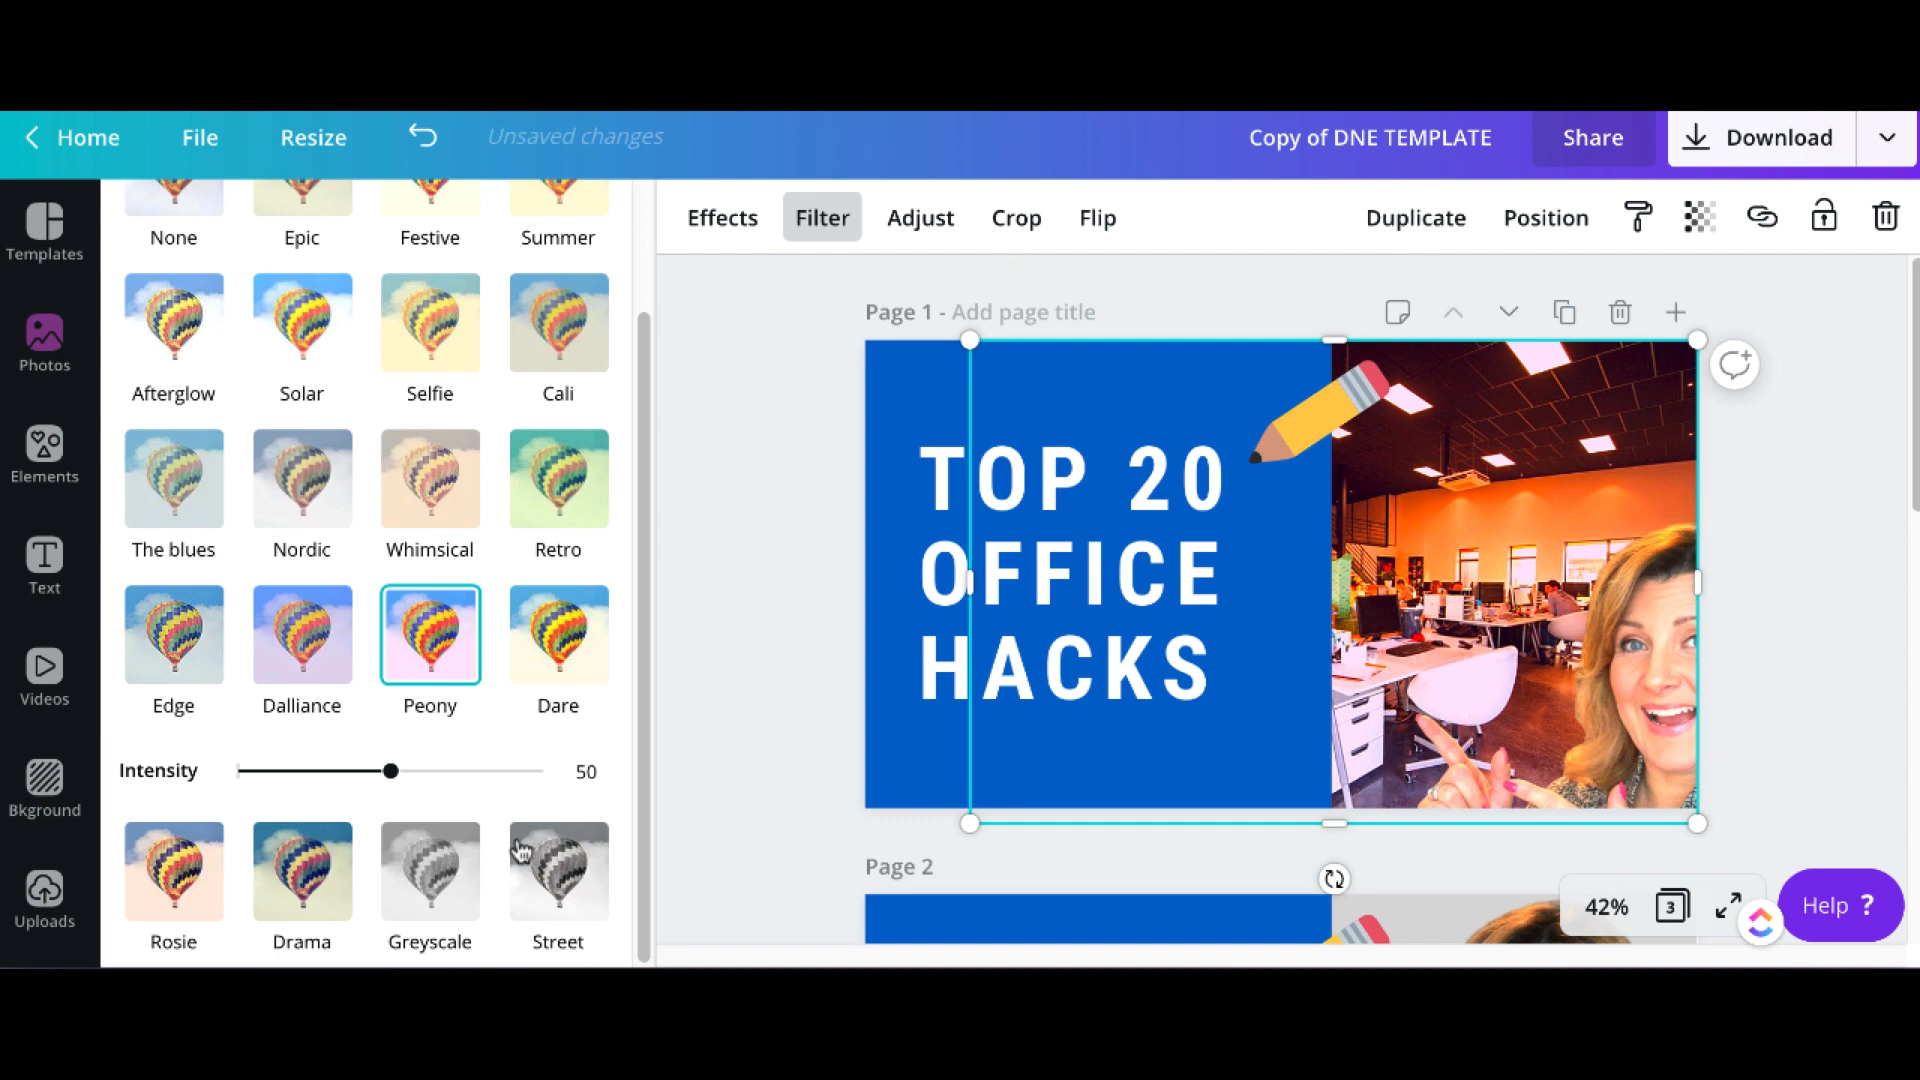 Home File Resize Unsaved changes Copy of DNE TEMPLATE Share Download
Templates
Photos
Elements
Text
Videos
Bkground
Uploads
None Epic Festive Summer
Afterglow Solar Selfie Cali
The blues Nordic Whimsical Retro
Edge Dalliance Peony Dare
Intensity 50
Rosie Drama Greyscale Street
Effects Filter Adjust Crop Flip Duplicate Position
Page 1 - Add page title
TOP 20
OFFICE
HACKS
Page 2
42% 3 Help ?